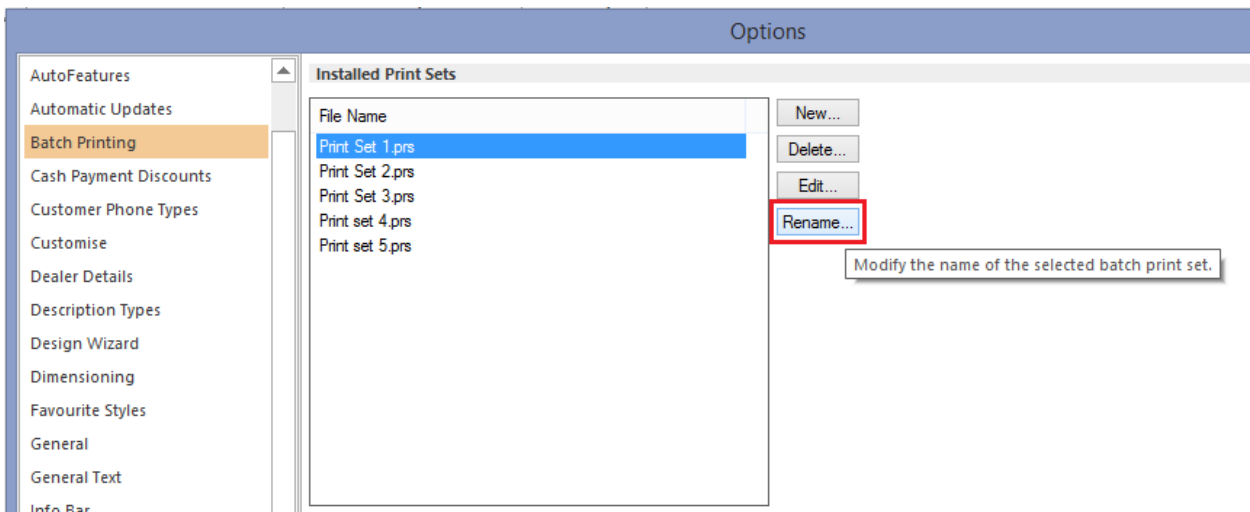 Options
AutoFeatures
Automatic Updates
Batch Printing
Cash Payment Discounts
Customer Phone Types
Customise
Dealer Details
Description Types
Design Wizard
Dimensioning
Favourite Styles
General
General Text
Info Bar
Installed Print Sets
File Name
Print Set 1.prs
Print Set 2.prs
Print Set 3.prs
Print set 4.prs
Print set 5.prs
New...
Delete...
Edit...
Rename...
Modify the name of the selected batch print set.